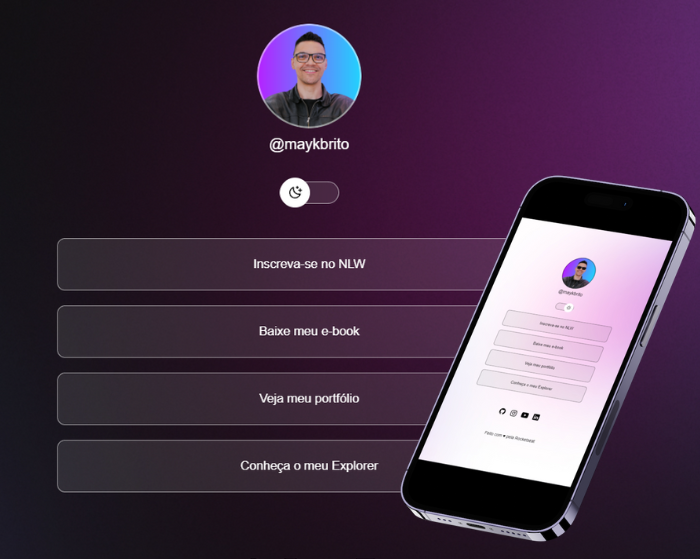 @maykbrito
Inscreva-se no NLW
Baixe meu e-book
Veja meu portfólio
Conheça o meu Explorer
@maykbrito
Inscreva-se no NLW
Baixe meu e-book
Veja meu portfólio
Conheça o meu Explorer
Feito com ♥ pela Rocketseat